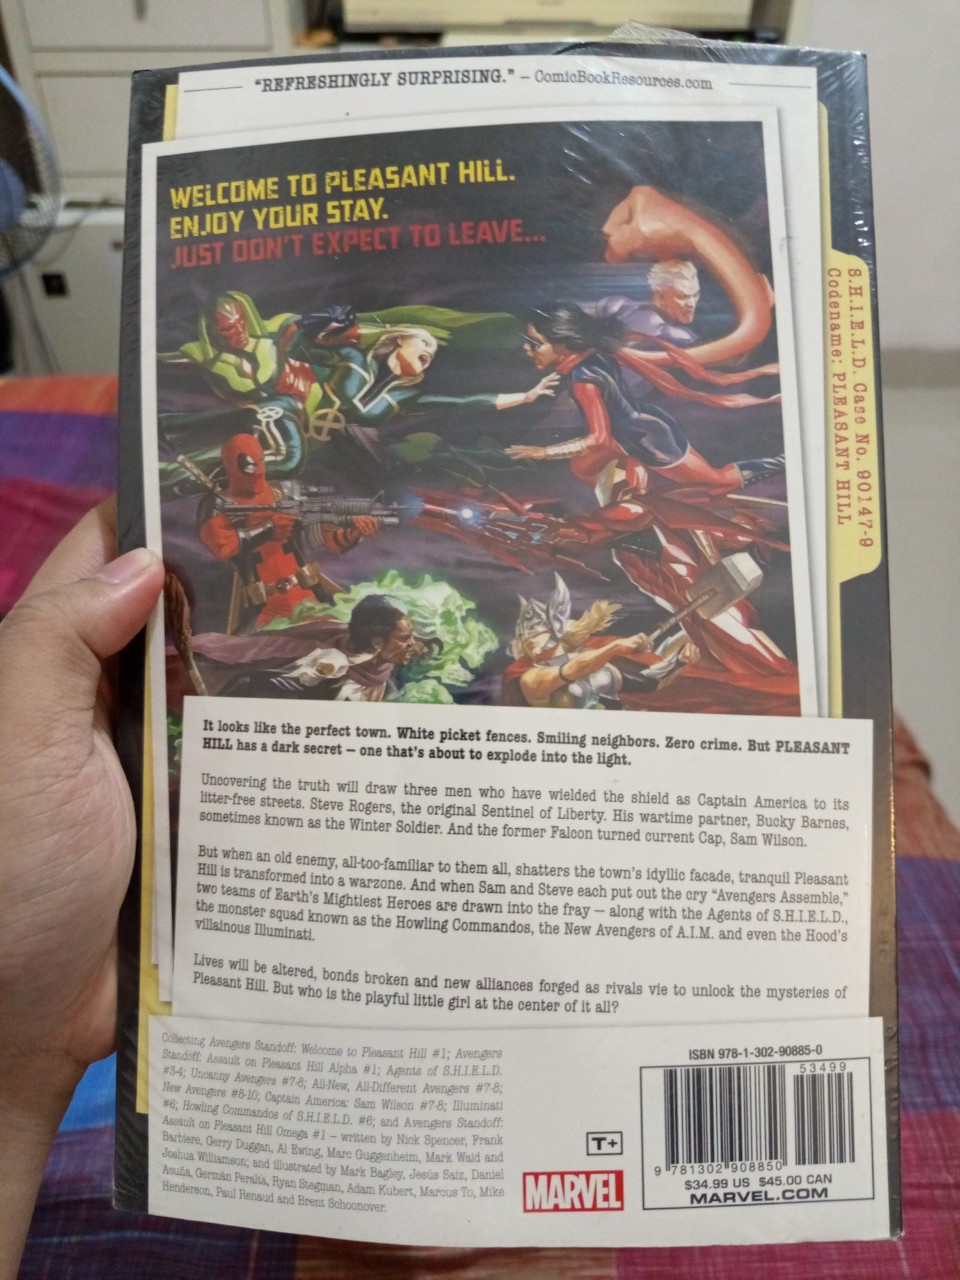 "REFRESHINGLY SURPRISING." – ComicBookResources.com
WELCOME TO PLEASANT HILL.
ENJOY YOUR STAY.
JUST DON'T EXPECT TO LEAVE...
S.H.I.E.L.D. Case No. 90147-9
Codename: PLEASANT HILL
It looks like the perfect town. White picket fences. Smiling neighbors. Zero crime. But PLEASANT
HILL has a dark secret – one that's about to explode into the light.
Uncovering the truth will draw three men who have wielded the shield as Captain America to its
litter-free streets. Steve Rogers, the original Sentinel of Liberty. His wartime partner, Bucky Barnes,
sometimes known as the Winter Soldier. And the former Falcon turned current Cap, Sam Wilson.
But when an old enemy, all-too-familiar to them all, shatters the town's idyllic facade, tranquil Pleasant
Hill is transformed into a warzone. And when Sam and Steve each put out the cry "Avengers Assemble,"
two teams of Earth's Mightiest Heroes are drawn into the fray – along with the Agents of S.H.I.E.L.D.,
the monster squad known as the Howling Commandos, the New Avengers of A.I.M. and even the Hood's
villainous Illuminati.
Lives will be altered, bonds broken and new alliances forged as rivals vie to unlock the mysteries of
Pleasant Hill. But who is the playful little girl at the center of it all?
Collecting Avengers Standoff: Welcome to Pleasant Hill #1; Avengers
Standoff: Assault on Pleasant Hill Alpha #1; Agents of S.H.I.E.L.D.
#3-4; Uncanny Avengers #7-8; All-New, All-Different Avengers #7-8;
New Avengers #8-10; Captain America: Sam Wilson #7-8; Illuminati
#6; Howling Commandos of S.H.I.E.L.D. #6; and Avengers Standoff:
Assault on Pleasant Hill Omega #1 – written by Nick Spencer, Frank
Barbiere, Gerry Duggan, Al Ewing, Marc Guggenheim, Mark Waid and
Joshua Williamson; and illustrated by Mark Bagley, Jesús Saiz, Daniel
Acuña, Germán Peralta, Ryan Stegman, Adam Kubert, Marcus To, Mike
Henderson, Paul Renaud and Brent Schoonover.
T+
MARVEL
ISBN 978-1-302-90885-0
53499
9 781302 908850
$34.99 US $45.00 CAN
MARVEL.COM